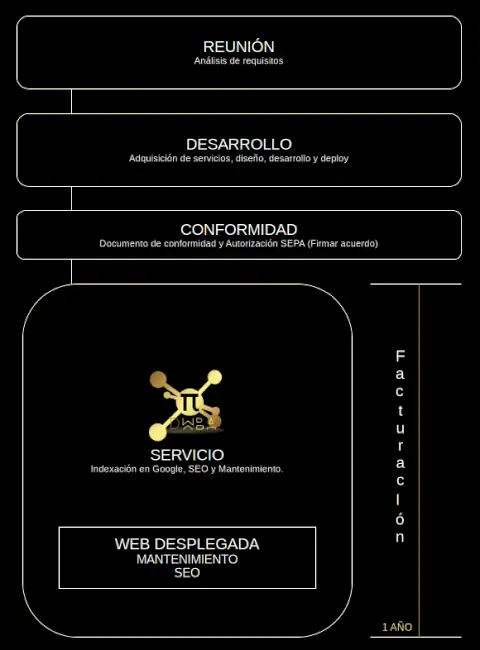 REUNIÓN
Análisis de requisitos
DESARROLLO
Adquisición de servicios, diseño, desarrollo y deploy
CONFORMIDAD
Documento de conformidad y Autorización SEPA (Firmar acuerdo)
π
SERVICIO
Indexación en Google, SEO y Mantenimiento.
WEB DESPLEGADA
MANTENIMIENTO
SEO
Facturación
1 AÑO